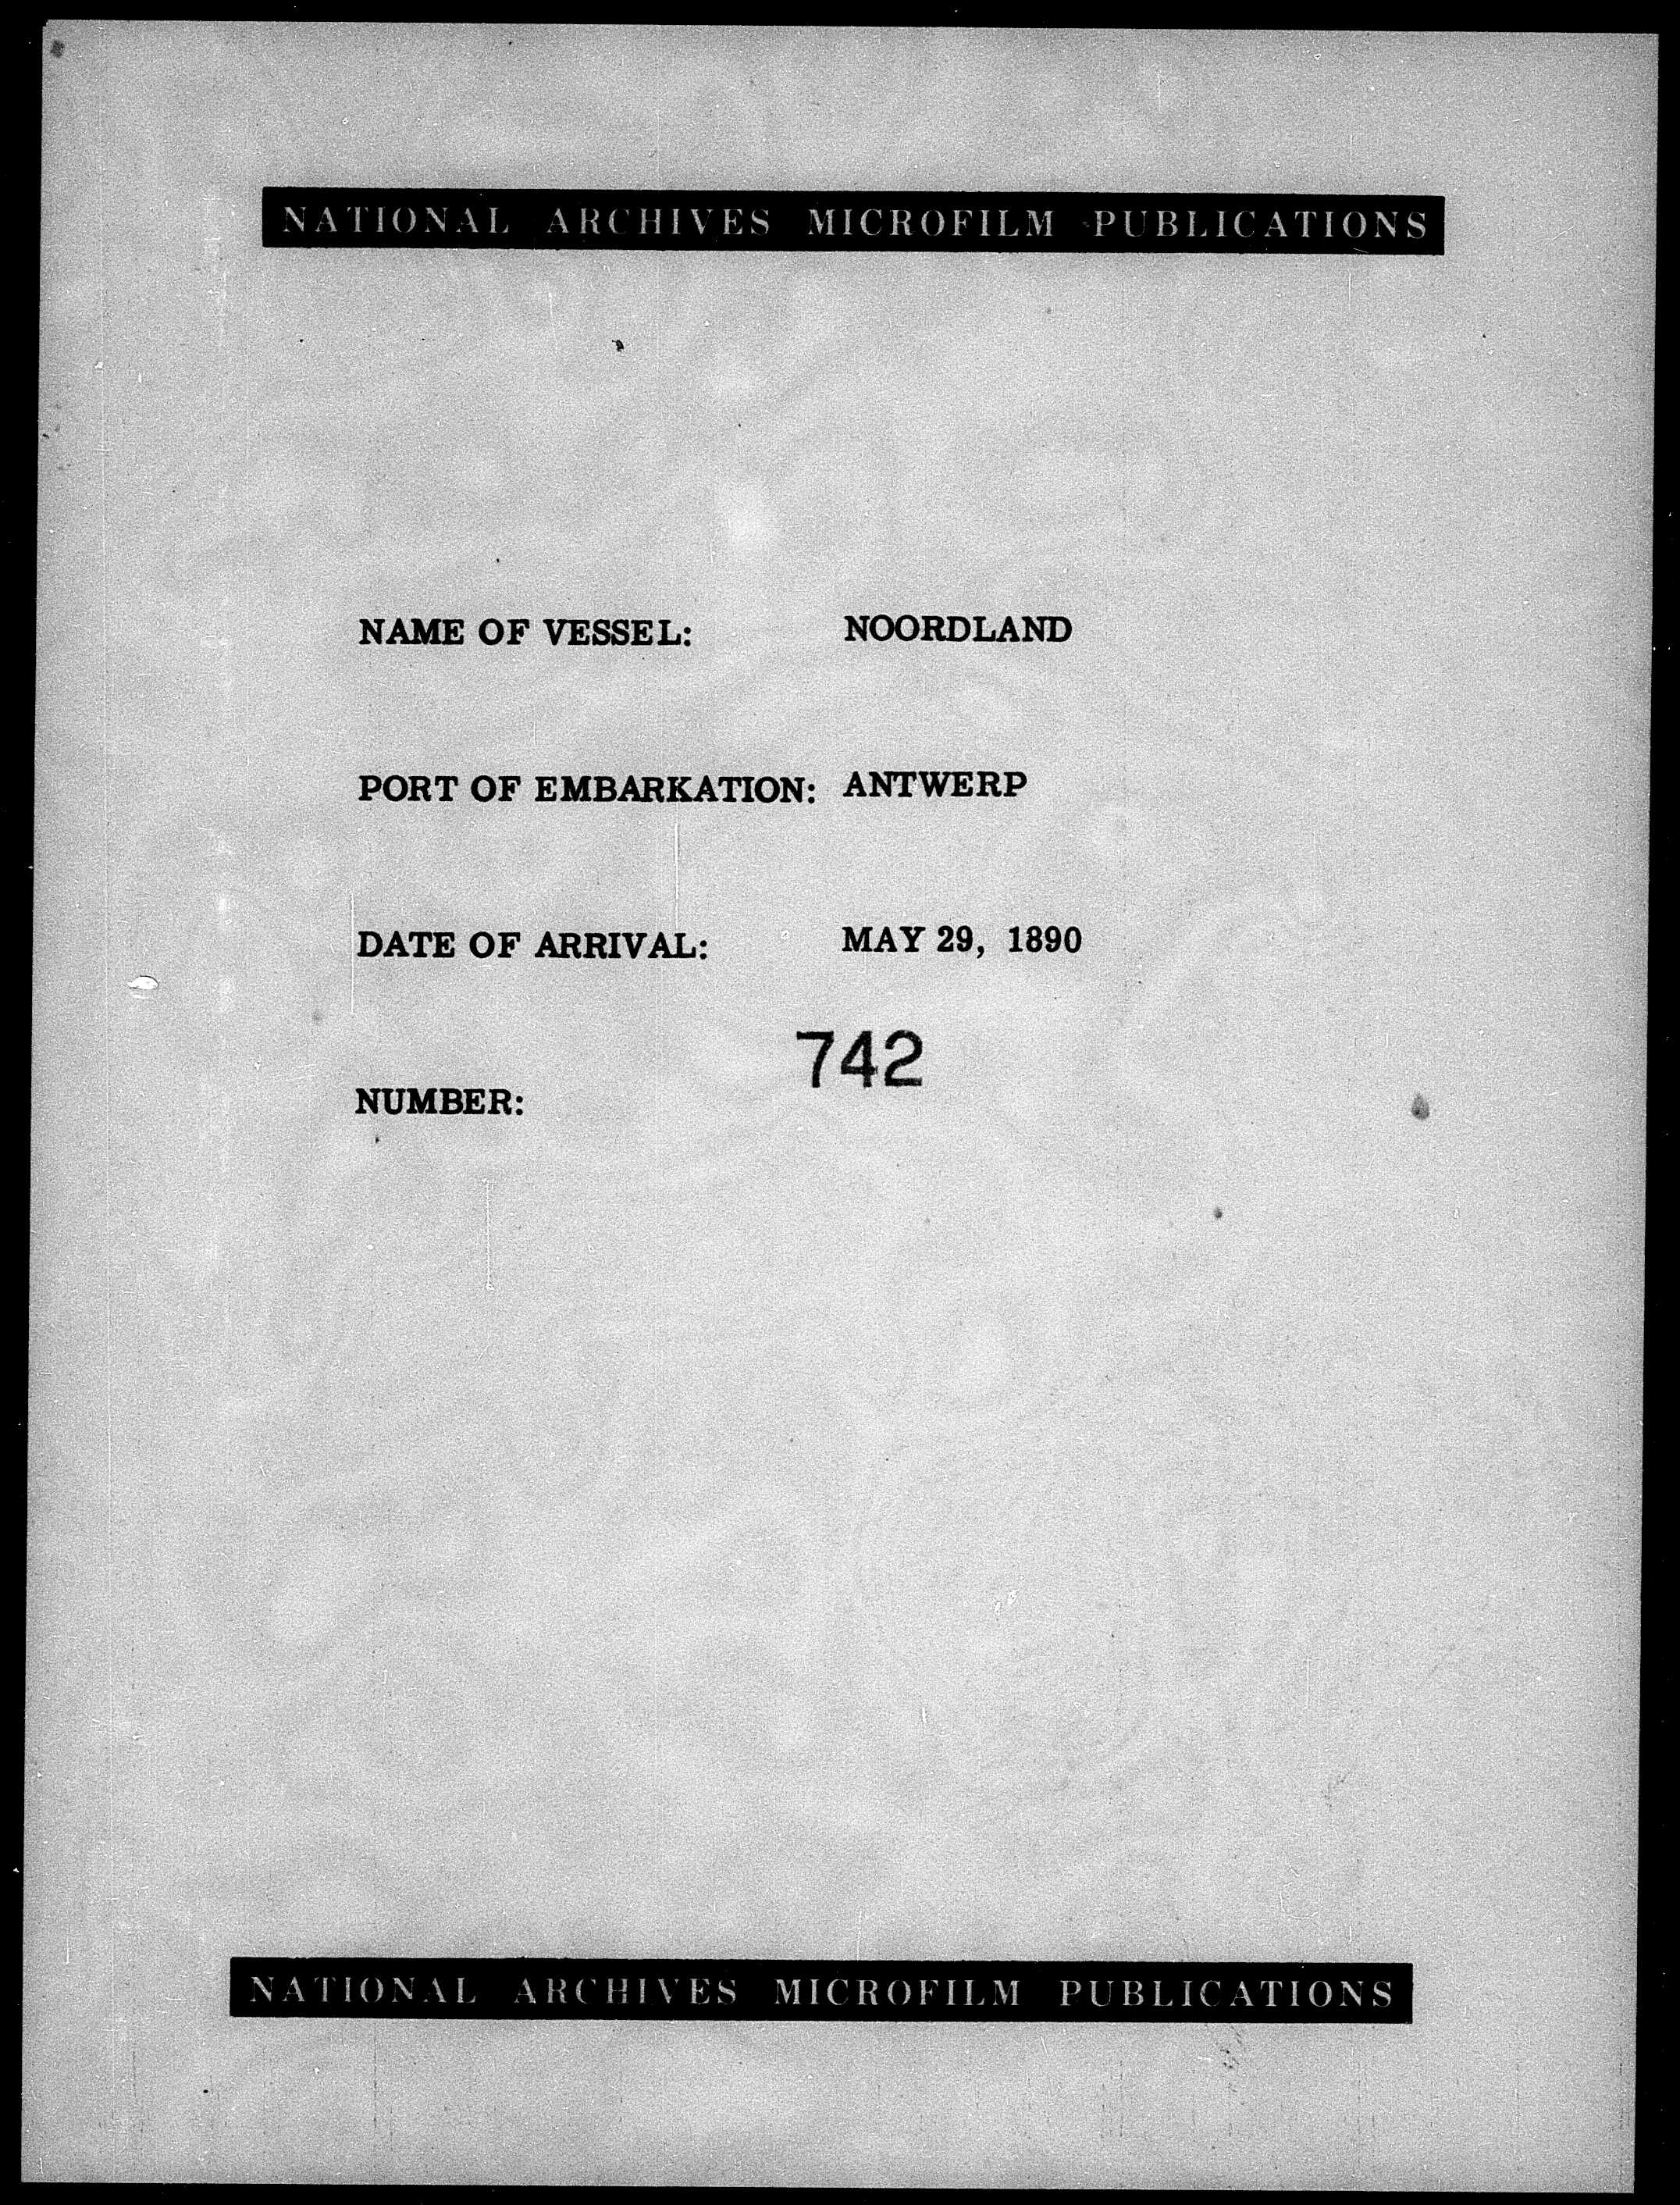 NATIONAL ARCHIVES MICROFILM PUBLICATIONS
NAME OF VESSEL: NOORDLAND
PORT OF EMBARKATION: ANTWERP
DATE OF ARRIVAL: MAY 29, 1890
NUMBER: 742
NATIONAL ARCHIVES MICROFILM PUBLICATIONS